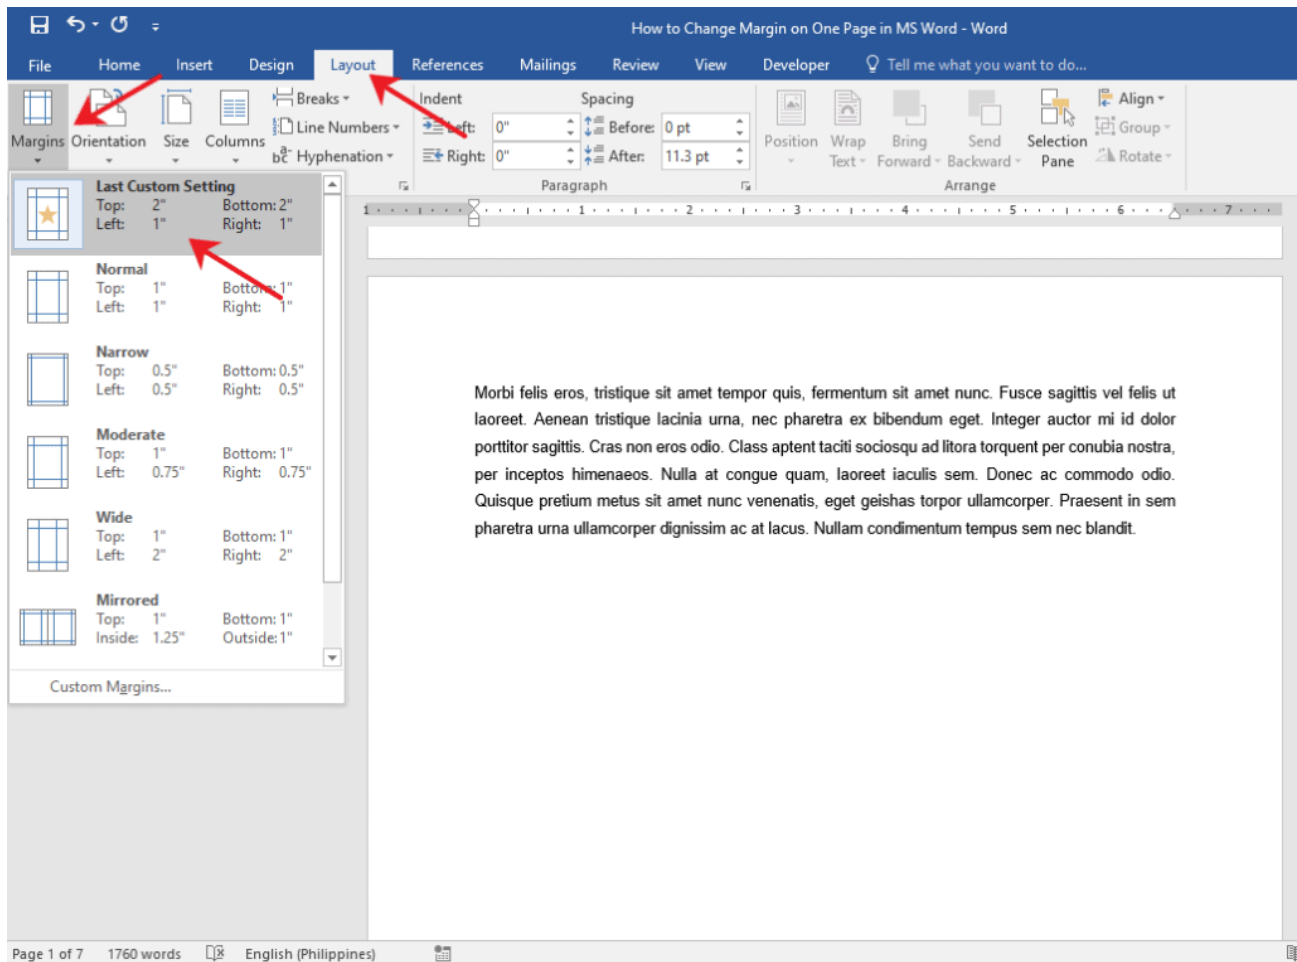 How to Change Margin on One Page in MS Word - Word
File Home Insert Design Layout References Mailings Review View Developer Tell me what you want to do...
Margins Orientation Size Columns
Breaks
Line Numbers
Hyphenation
Indent Spacing
Left: 0" Before: 0 pt
Right: 0" After: 11.3 pt
Paragraph
Position Wrap Text Bring Forward Send Backward Selection Pane
Align
Group
Rotate
Arrange
Last Custom Setting
Top: 2" Bottom: 2"
Left: 1" Right: 1"
Normal
Top: 1" Bottom: 1"
Left: 1" Right: 1"
Narrow
Top: 0.5" Bottom: 0.5"
Left: 0.5" Right: 0.5"
Moderate
Top: 1" Bottom: 1"
Left: 0.75" Right: 0.75"
Wide
Top: 1" Bottom: 1"
Left: 2" Right: 2"
Mirrored
Top: 1" Bottom: 1"
Inside: 1.25" Outside: 1"
Custom Margins...
1 1 2 3 4 5 6 7
Morbi felis eros, tristique sit amet tempor quis, fermentum sit amet nunc. Fusce sagittis vel felis ut
laoreet. Aenean tristique lacinia urna, nec pharetra ex bibendum eget. Integer auctor mi id dolor
porttitor sagittis. Cras non eros odio. Class aptent taciti sociosqu ad litora torquent per conubia nostra,
per inceptos himenaeos. Nulla at congue quam, laoreet iaculis sem. Donec ac commodo odio.
Quisque pretium metus sit amet nunc venenatis, eget geishas torpor ullamcorper. Praesent in sem
pharetra urna ullamcorper dignissim ac at lacus. Nullam condimentum tempus sem nec blandit.
Page 1 of 7 1760 words English (Philippines)